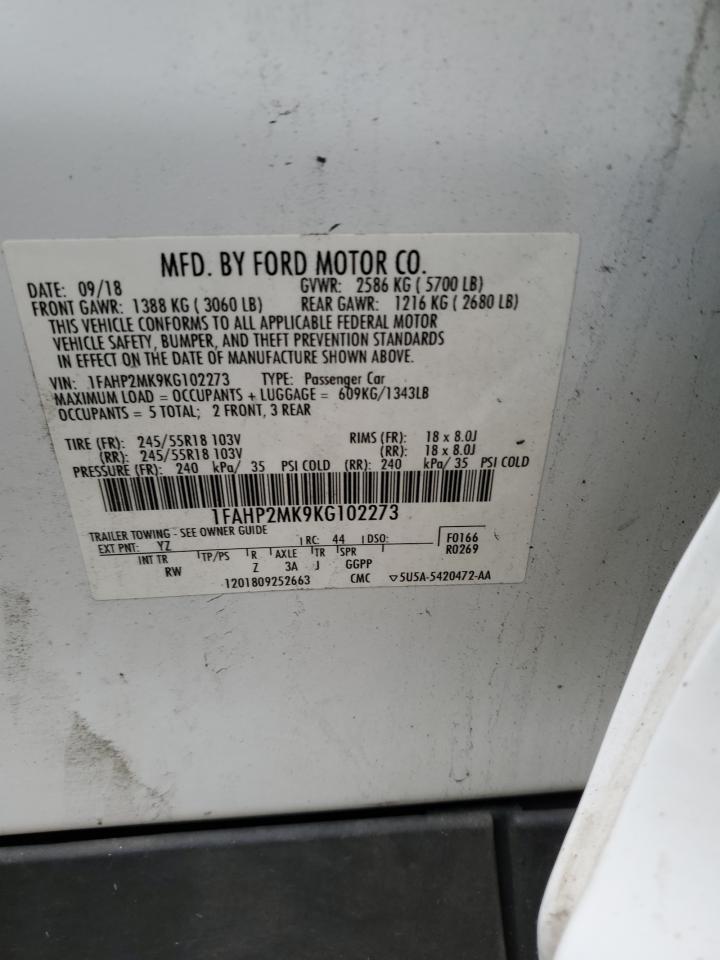 MFD. BY FORD MOTOR CO.
DATE: 09/18 GVWR: 2586 KG ( 5700 LB)
FRONT GAWR: 1388 KG ( 3060 LB) REAR GAWR: 1216 KG ( 2680 LB)
THIS VEHICLE CONFORMS TO ALL APPLICABLE FEDERAL MOTOR
VEHICLE SAFETY, BUMPER, AND THEFT PREVENTION STANDARDS
IN EFFECT ON THE DATE OF MANUFACTURE SHOWN ABOVE.
VIN: 1FAHP2MK9KG102273 TYPE: Passenger Car
MAXIMUM LOAD = OCCUPANTS + LUGGAGE = 609KG/1343LB
OCCUPANTS = 5 TOTAL; 2 FRONT, 3 REAR
TIRE (FR): 245/55R18 103V RIMS (FR): 18 x 8.0J
(RR): 245/55R18 103V (RR): 18 x 8.0J
PRESSURE (FR): 240 kPa/ 35 PSI COLD (RR): 240 kPa/ 35 PSI COLD
1FAHP2MK9KG102273
TRAILER TOWING - SEE OWNER GUIDE
EXT PNT: YZ RC: 44 DSO: F0166
R0269
INT TR TP/PS R AXLE TR SPR
RW Z 3A J GGPP
1201809252663 CMC ▽5U5A-5420472-AA